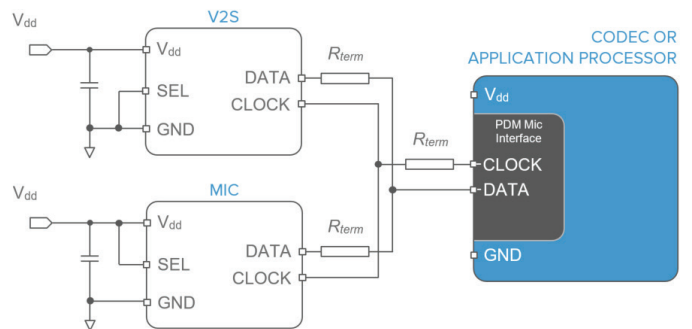 V2S
Vdd
Vdd
SEL
GND
DATA
CLOCK
Rterm
CODEC OR
APPLICATION PROCESSOR
Vdd
PDM Mic
Interface
Rterm
CLOCK
DATA
GND
MIC
Vdd
Vdd
SEL
GND
DATA
CLOCK
Rterm